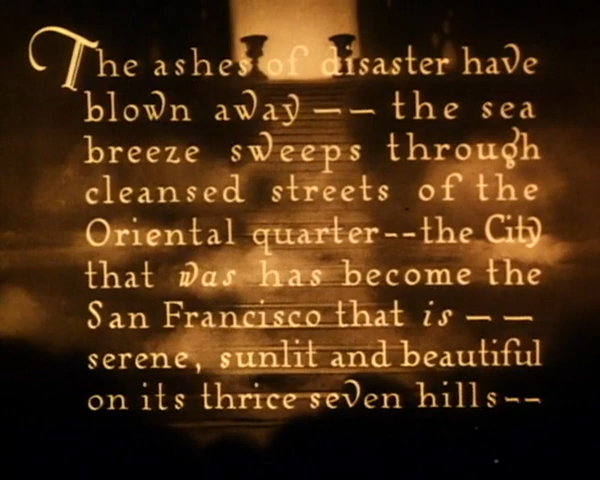 The ashes of disaster have
blown away — — the sea
breeze sweeps through
cleansed streets of the
Oriental quarter--the City
that was has become the
San Francisco that is — —
serene, sunlit and beautiful
on its thrice seven hills--